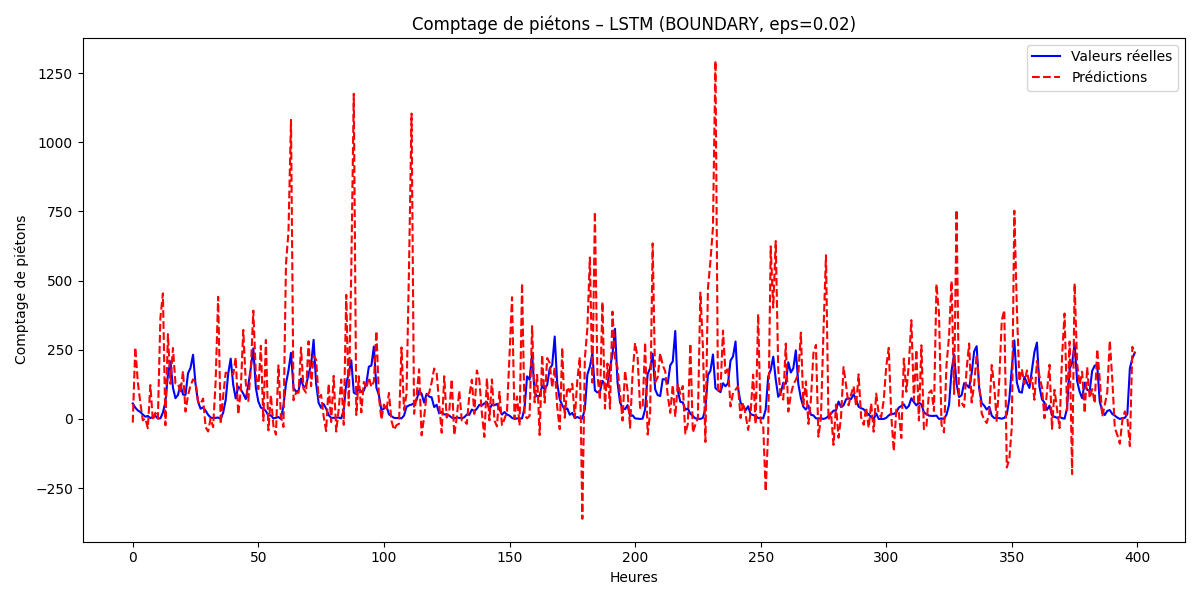 Comptage de piétons – LSTM (BOUNDARY, eps=0.02)
Valeurs réelles
Prédictions
Comptage de piétons
1250
1000
750
500
250
0
−250
0 50 100 150 200 250 300 350 400
Heures